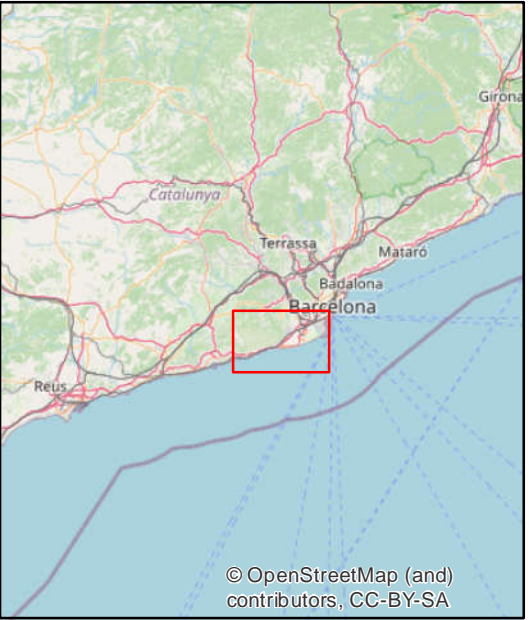 Girona
Catalunya
Terrassa
Mataró
Badalona
Barcelona
Reus
© OpenStreetMap (and)
contributors, CC-BY-SA